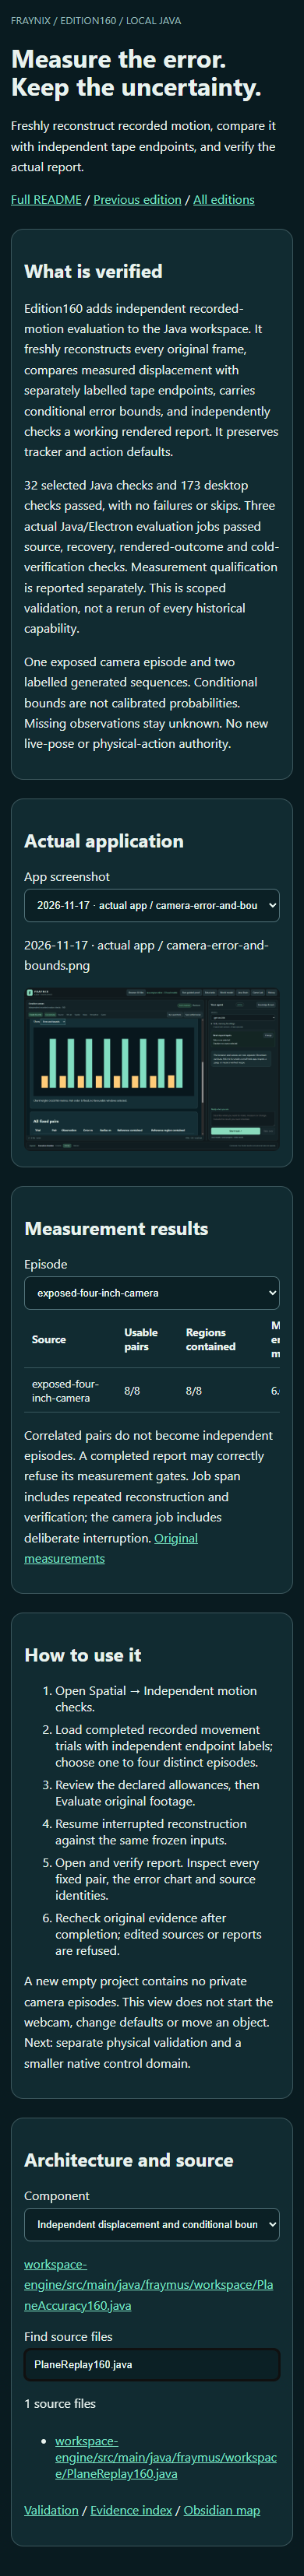 FRAYNIX / EDITION160 / LOCAL JAVA
Measure the error.
Keep the uncertainty.
Freshly reconstruct recorded motion, compare it
with independent tape endpoints, and verify the
actual report.
Full README / Previous edition / All editions
What is verified
Edition160 adds independent recorded-
motion evaluation to the Java workspace. It
freshly reconstructs every original frame,
compares measured displacement with
separately labelled tape endpoints, carries
conditional error bounds, and independently
checks a working rendered report. It preserves
tracker and action defaults.
32 selected Java checks and 173 desktop
checks passed, with no failures or skips. Three
actual Java/Electron evaluation jobs passed
source, recovery, rendered-outcome and cold-
verification checks. Measurement qualification
is reported separately. This is scoped
validation, not a rerun of every historical
capability.
One exposed camera episode and two
labelled generated sequences. Conditional
bounds are not calibrated probabilities.
Missing observations stay unknown. No new
live-pose or physical-action authority.
Actual application
App screenshot
2026-11-17 · actual app / camera-error-and-bou
2026-11-17 · actual app / camera-error-and-
bounds.png
All fixed pairs
Measurement results
Episode
exposed-four-inch-camera
Source Usable pairs Regions contained
exposed-four-inch-camera 8/8 8/8 6.
Correlated pairs do not become independent
episodes. A completed report may correctly
refuse its measurement gates. Job span
includes repeated reconstruction and
verification; the camera job includes
deliberate interruption. Original
measurements
How to use it
1. Open Spatial → Independent motion
checks.
2. Load completed recorded movement
trials with independent endpoint labels;
choose one to four distinct episodes.
3. Review the declared allowances, then
Evaluate original footage.
4. Resume interrupted reconstruction
against the same frozen inputs.
5. Open and verify report. Inspect every
fixed pair, the error chart and source
identities.
6. Recheck original evidence after
completion; edited sources or reports
are refused.
A new empty project contains no private
camera episodes. This view does not start the
webcam, change defaults or move an object.
Next: separate physical validation and a
smaller native control domain.
Architecture and source
Component
Independent displacement and conditional boun
workspace-
engine/src/main/java/fraymus/workspace/Pla
neAccuracy160.java
Find source files
PlaneReplay160.java
1 source files
• workspace-
engine/src/main/java/fraymus/workspac
e/PlaneReplay160.java
Validation / Evidence index / Obsidian map